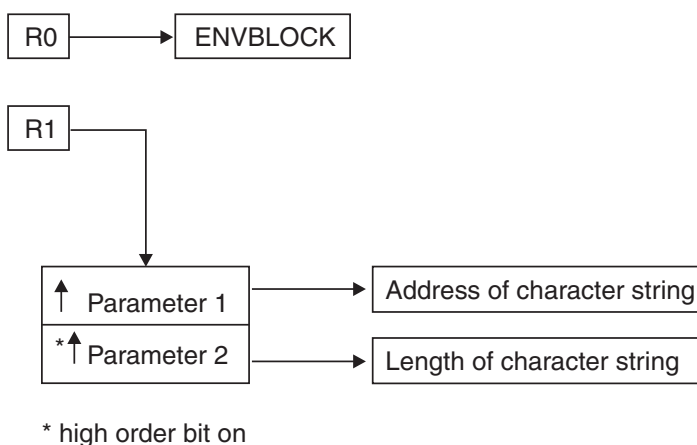 R0
ENVBLOCK
R1
Parameter 1
Address of character string
* Parameter 2
Length of character string
* high order bit on